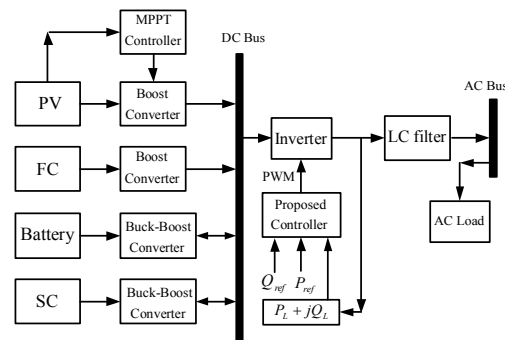 MPPT
Controller
DC Bus
PV
Boost
Converter
AC Bus
Inverter
LC filter
FC
Boost
Converter
PWM
Proposed
Controller
AC Load
Battery
Buck-Boost
Converter
Q_ref P_ref
SC
Buck-Boost
Converter
P_L + jQ_L